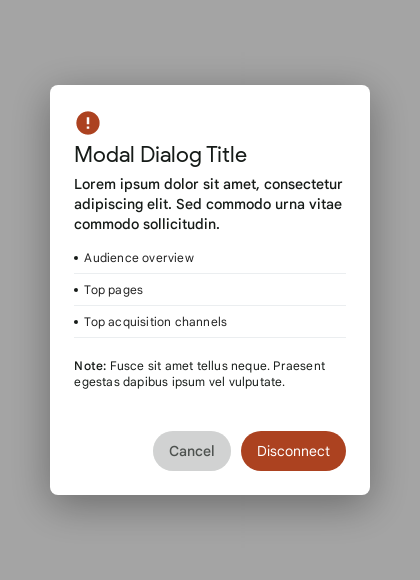 Modal Dialog Title
Lorem ipsum dolor sit amet, consectetur
adipiscing elit. Sed commodo urna vitae
commodo sollicitudin.
• Audience overview
• Top pages
• Top acquisition channels
Note: Fusce sit amet tellus neque. Praesent
egestas dapibus ipsum vel vulputate.
Cancel Disconnect